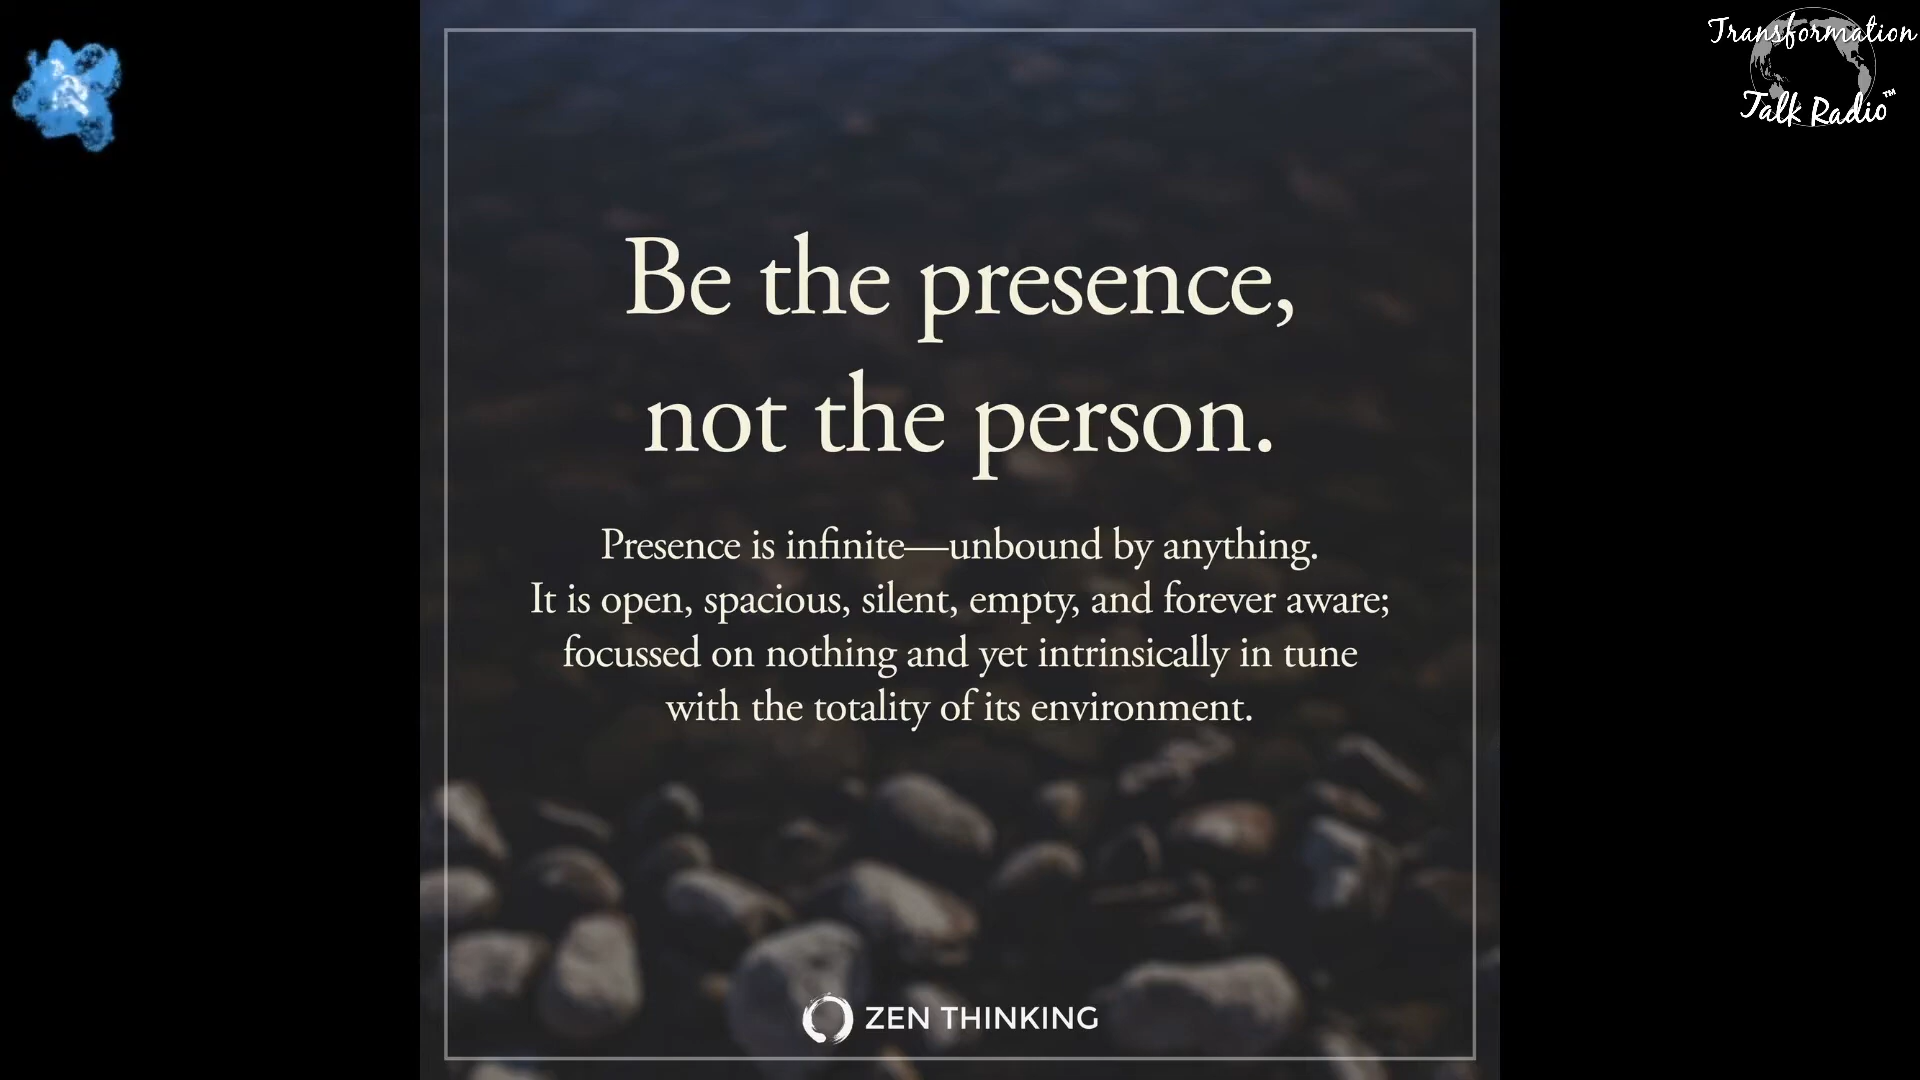 Transformation
Talk Radio™
Be the presence,
not the person.
Presence is infinite—unbound by anything.
It is open, spacious, silent, empty, and forever aware;
focussed on nothing and yet intrinsically in tune
with the totality of its environment.
ZEN THINKING